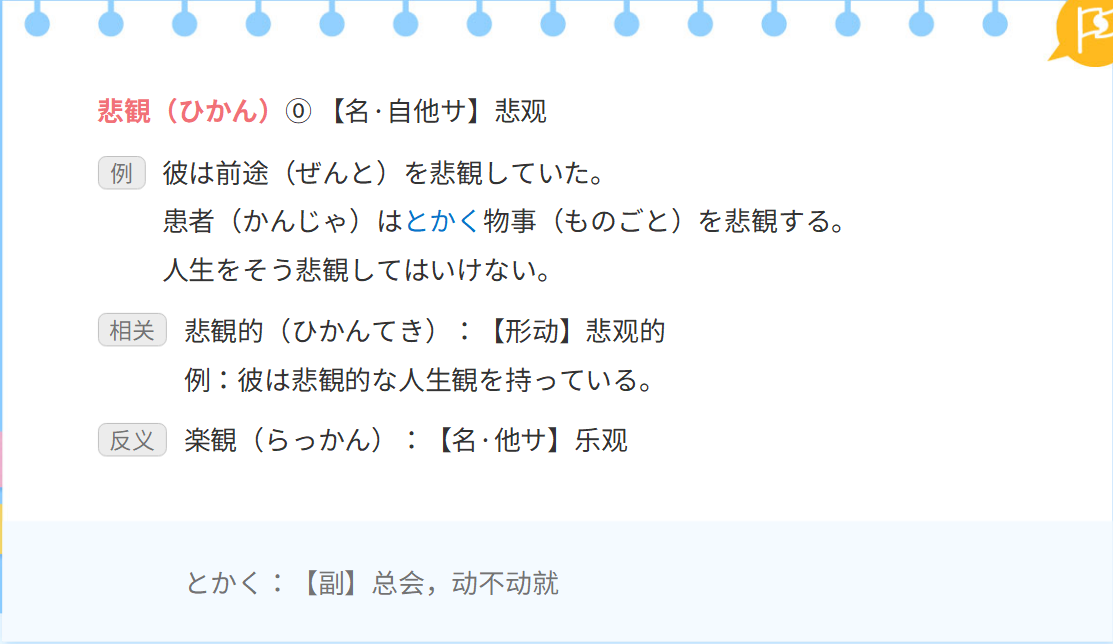 悲観（ひかん）⓪ 【名·自他サ】悲观
例 彼は前途（ぜんと）を悲観していた。
患者（かんじゃ）はとかく物事（ものごと）を悲観する。
人生をそう悲観してはいけない。
相关 悲観的（ひかんてき）：【形动】悲观的
例：彼は悲観的な人生観を持っている。
反义 楽観（らっかん）：【名·他サ】乐观
とかく：【副】总会，动不动就